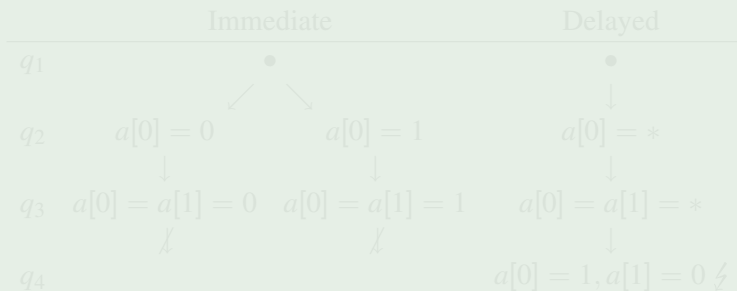 Immediate Delayed
q1 • •
↙ ↘ ↓
q2 a[0] = 0 a[0] = 1 a[0] = *
↓ ↓ ↓
q3 a[0] = a[1] = 0 a[0] = a[1] = 1 a[0] = a[1] = *
↓̸ ↓̸ ↓
q4 a[0] = 1, a[1] = 0 ↯